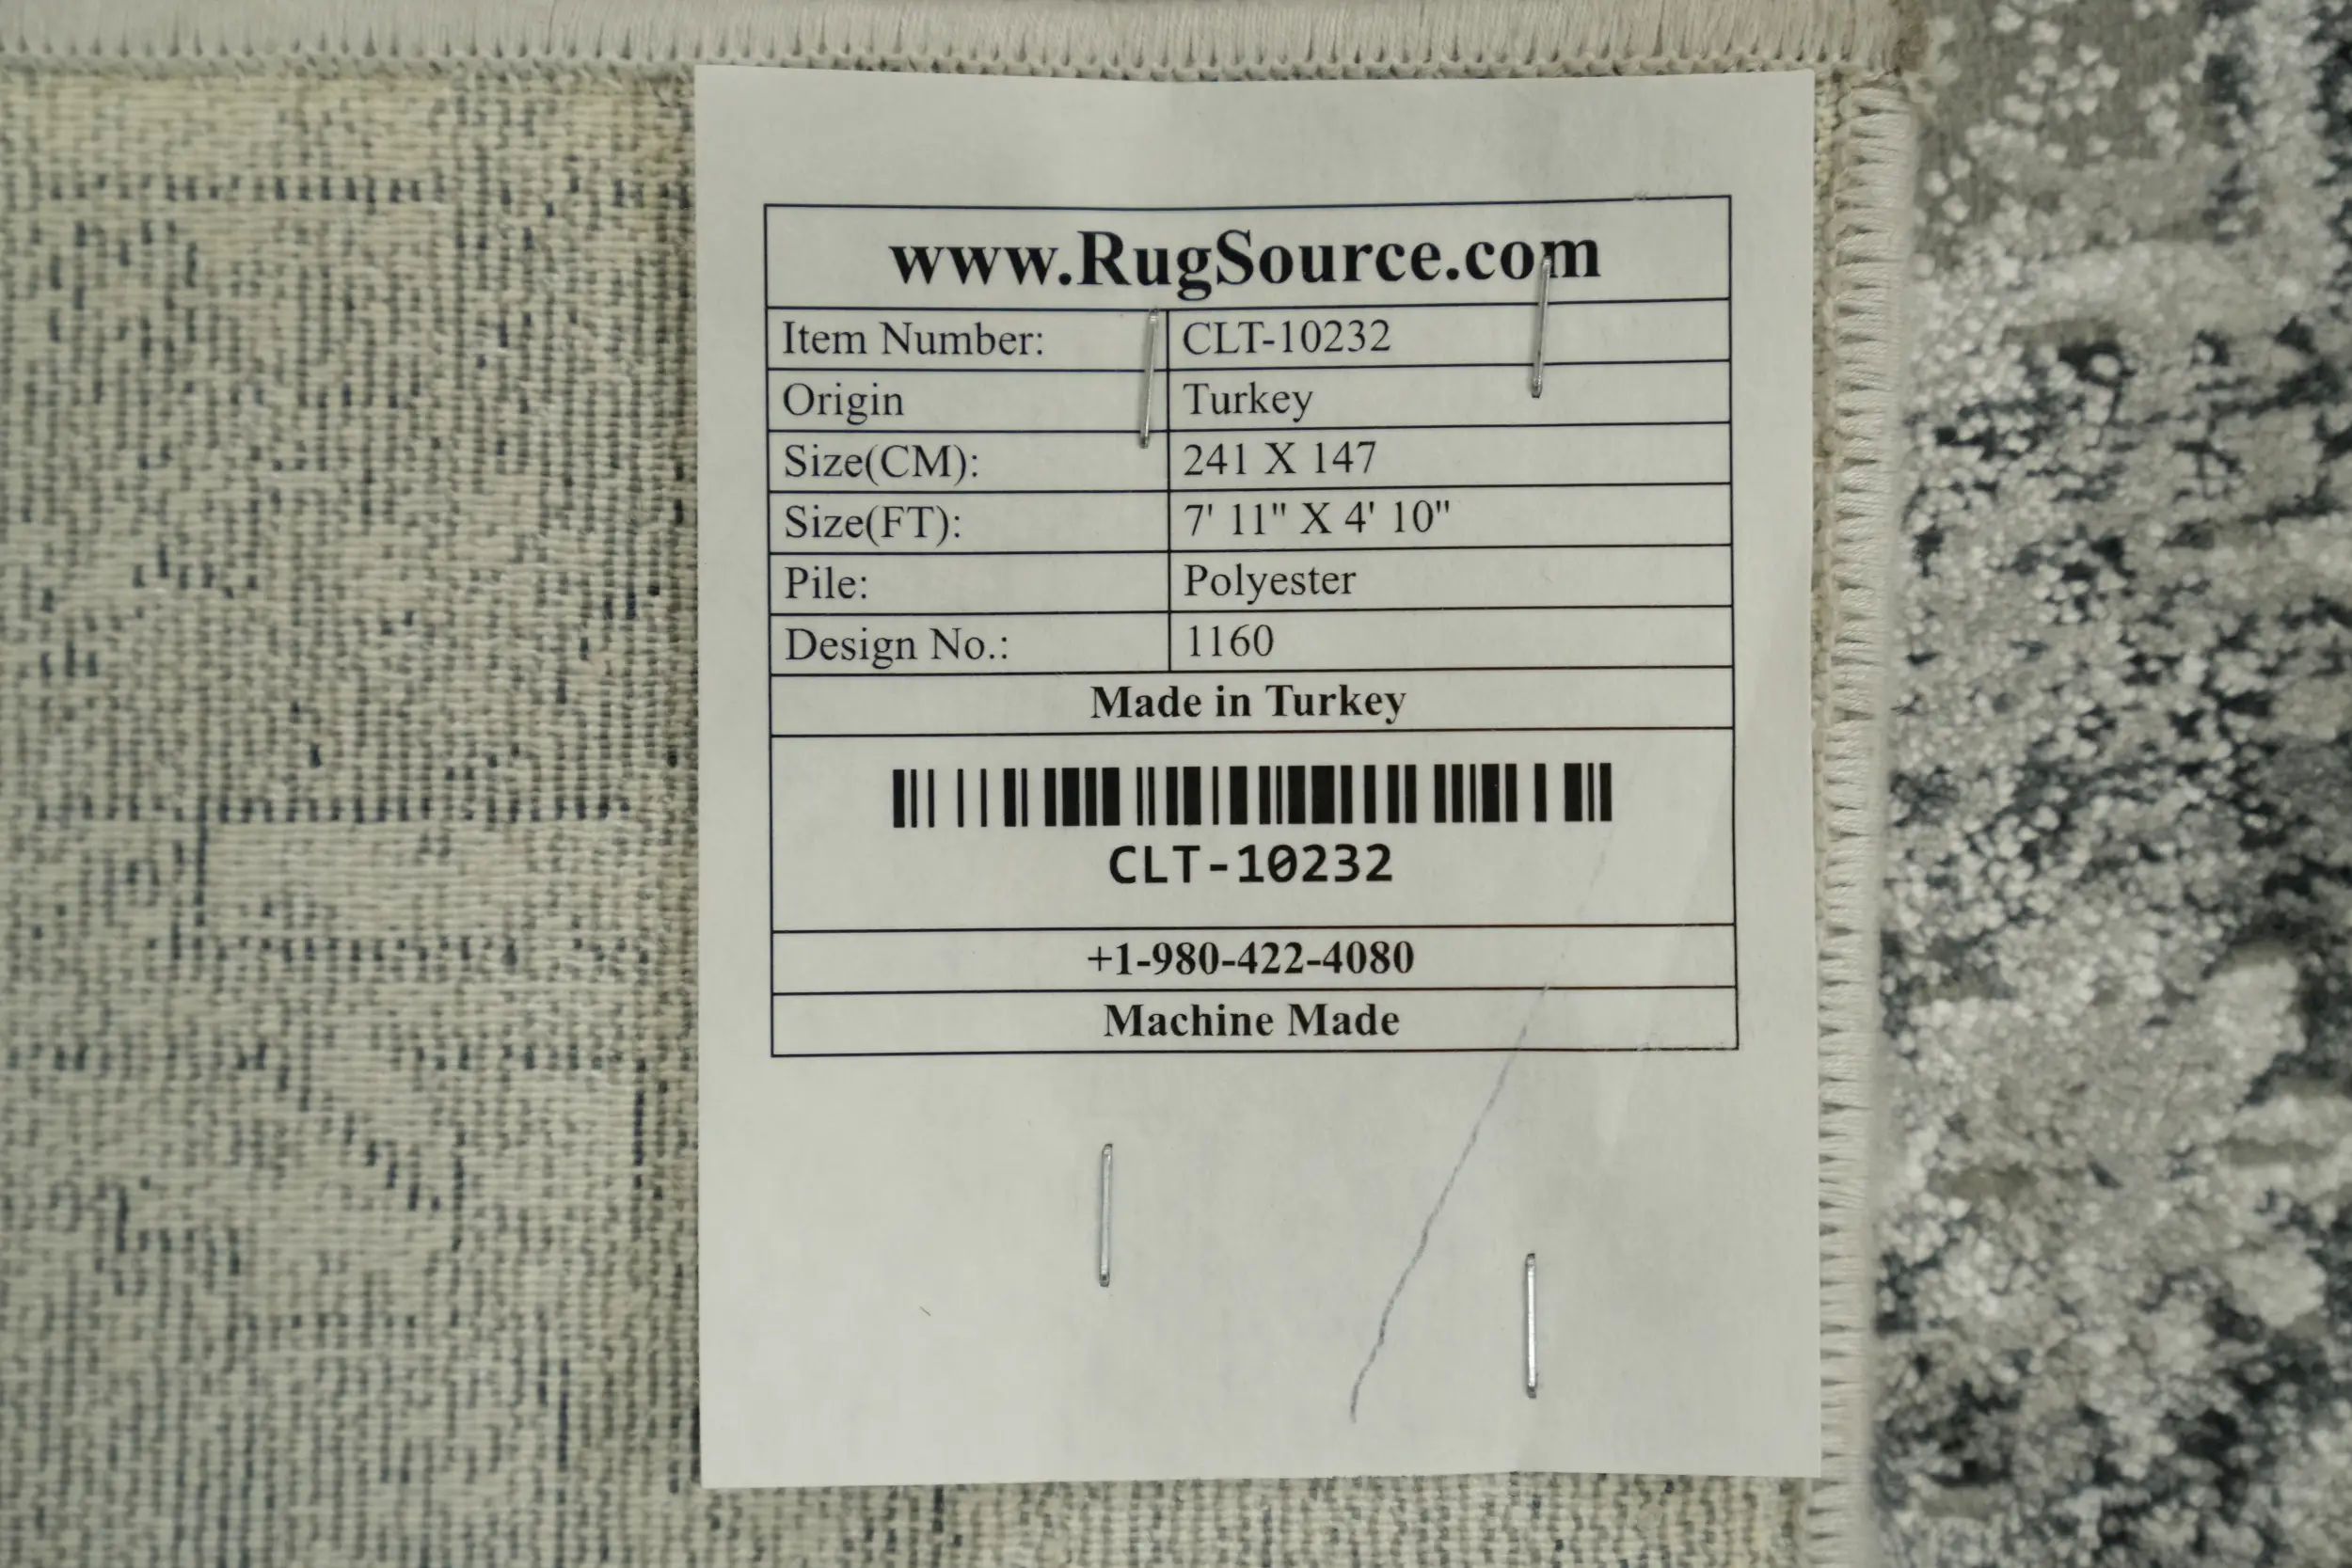 www.RugSource.com
Item Number: CLT-10232
Origin Turkey
Size(CM): 241 X 147
Size(FT): 7' 11" X 4' 10"
Pile: Polyester
Design No.: 1160
Made in Turkey
CLT-10232
+1-980-422-4080
Machine Made